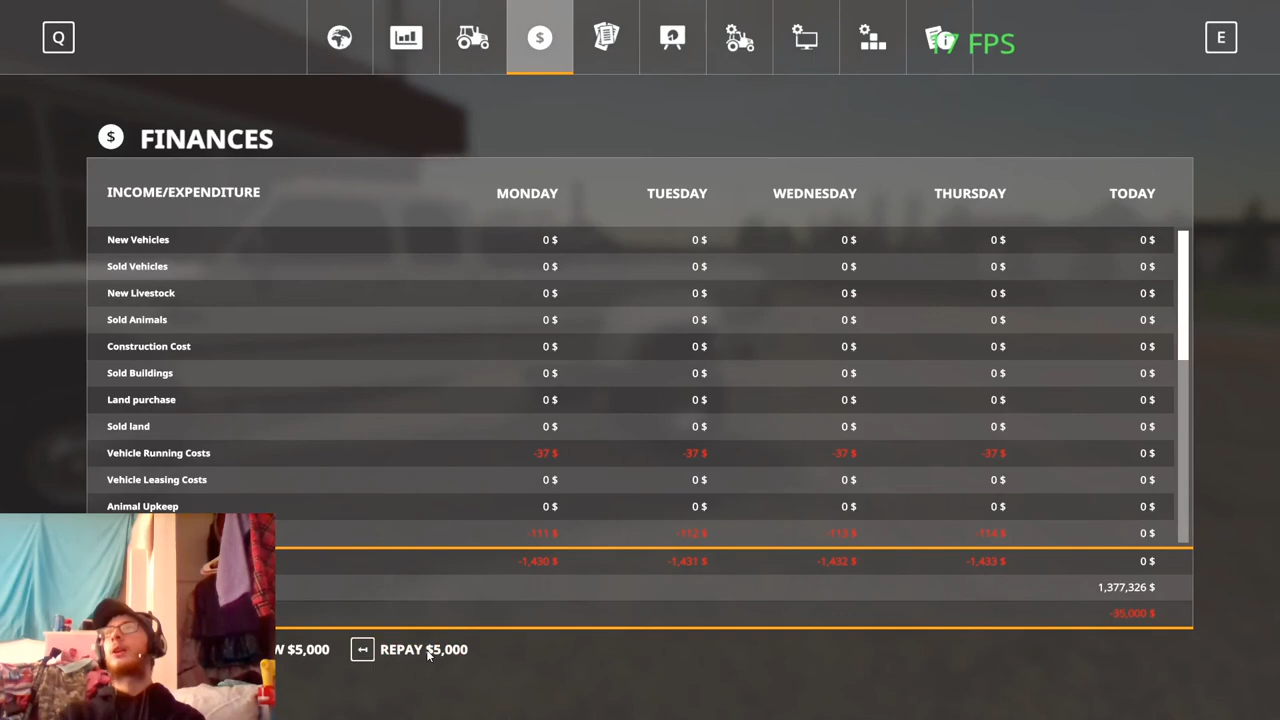 Q
17 FPS
E
$ FINANCES
INCOME/EXPENDITURE MONDAY TUESDAY WEDNESDAY THURSDAY TODAY
New Vehicles 0 $ 0 $ 0 $ 0 $ 0 $
Sold Vehicles 0 $ 0 $ 0 $ 0 $ 0 $
New Livestock 0 $ 0 $ 0 $ 0 $ 0 $
Sold Animals 0 $ 0 $ 0 $ 0 $ 0 $
Construction Cost 0 $ 0 $ 0 $ 0 $ 0 $
Sold Buildings 0 $ 0 $ 0 $ 0 $ 0 $
Land purchase 0 $ 0 $ 0 $ 0 $ 0 $
Sold land 0 $ 0 $ 0 $ 0 $ 0 $
Vehicle Running Costs -37 $ -37 $ -37 $ -37 $ 0 $
Vehicle Leasing Costs 0 $ 0 $ 0 $ 0 $ 0 $
Animal Upkeep 0 $ 0 $ 0 $ 0 $ 0 $
-111 $ -112 $ -113 $ -114 $ 0 $
-1,430 $ -1,431 $ -1,432 $ -1,433 $ 0 $
1,377,326 $
-35,000 $
W $5,000 REPAY $5,000